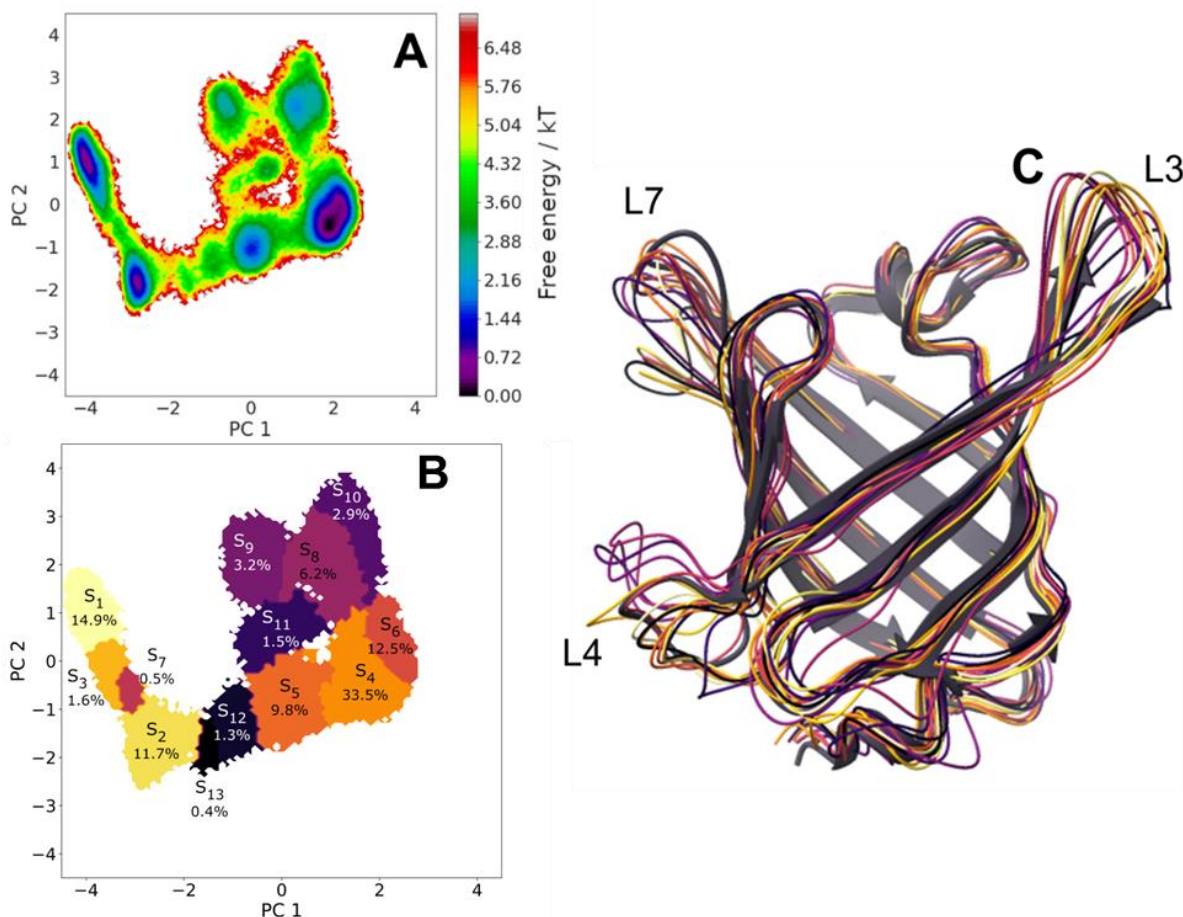 A
4
3
2
1
0
−1
−2
−3
−4
PC 2
−4 −2 0 2 4
PC 1
6.48
5.76
5.04
4.32
3.60
2.88
2.16
1.44
0.72
0.00
Free energy / kT
B
4
3
2
1
0
−1
−2
−3
−4
PC 2
S10
2.9%
S9
3.2%
S8
6.2%
S1
14.9%
S11
1.5%
S6
12.5%
S7
0.5%
S3
1.6%
S4
33.5%
S5
9.8%
S12
1.3%
S2
11.7%
S13
0.4%
−4 −2 0 2 4
PC 1
C
L3
L7
L4